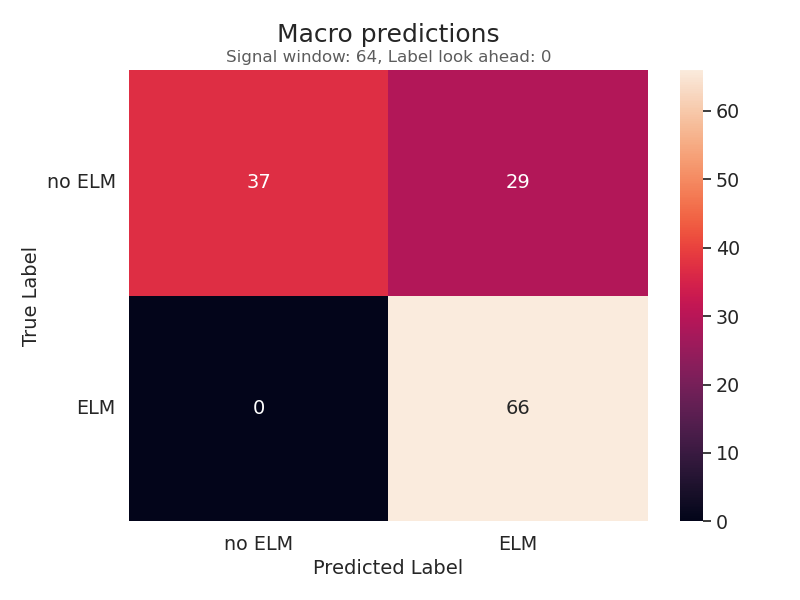 Macro predictions
Signal window: 64, Label look ahead: 0
True Label
no ELM
37
29
ELM
0
66
no ELM
ELM
Predicted Label
60
50
40
30
20
10
0